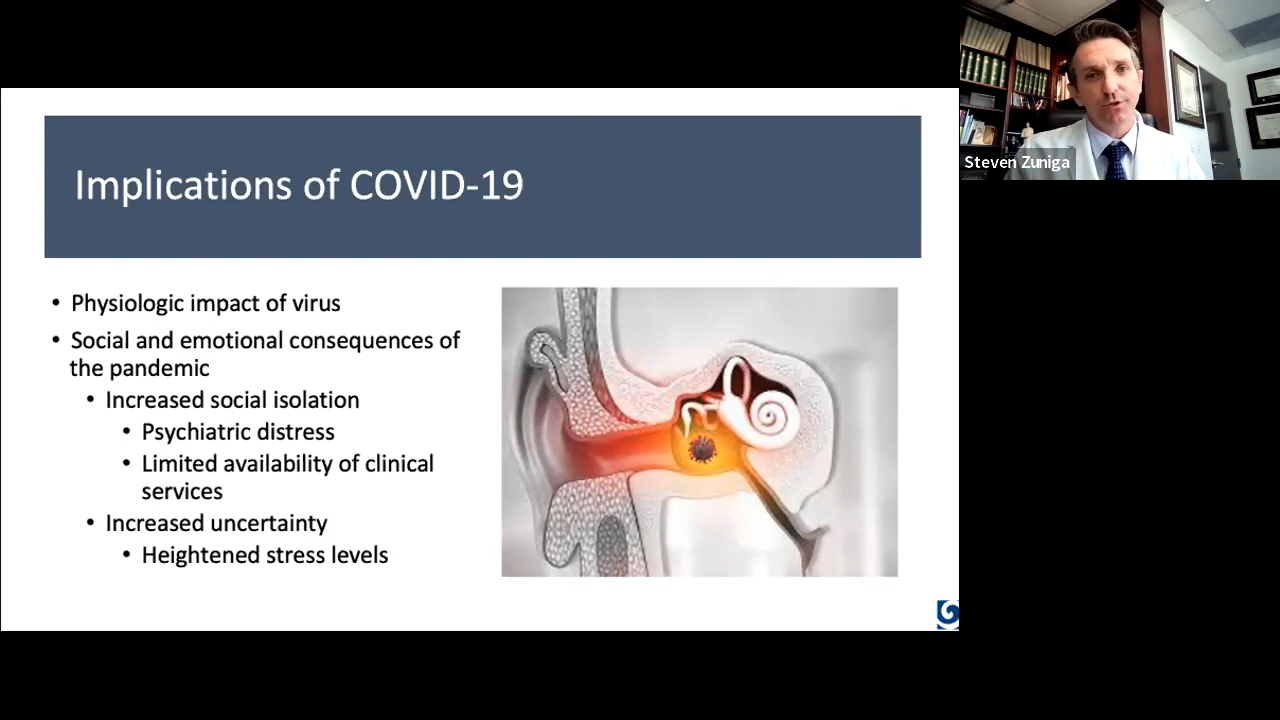 Implications of COVID-19
• Physiologic impact of virus
• Social and emotional consequences of
the pandemic
• Increased social isolation
• Psychiatric distress
• Limited availability of clinical
services
• Increased uncertainty
• Heightened stress levels
Steven Zuniga